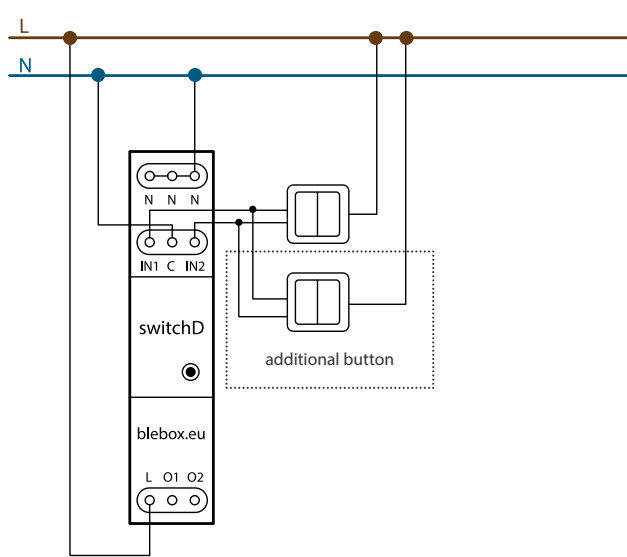 L
N
N N N
IN1 C IN2
switchD
additional button
blebox.eu
L O1 O2